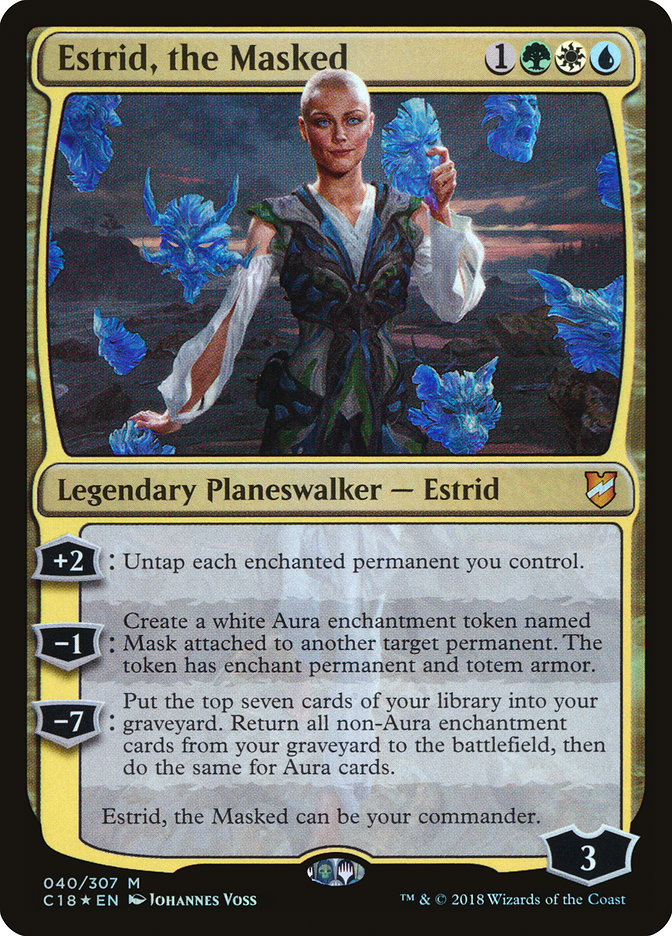 Estrid, the Masked 1
Legendary Planeswalker — Estrid
+2 : Untap each enchanted permanent you control.
Create a white Aura enchantment token named
−1 : Mask attached to another target permanent. The
token has enchant permanent and totem armor.
Put the top seven cards of your library into your
−7 : graveyard. Return all non-Aura enchantment
cards from your graveyard to the battlefield, then
do the same for Aura cards.
Estrid, the Masked can be your commander.
3
040/307 M
C18★EN Johannes Voss
™ & © 2018 Wizards of the Coast